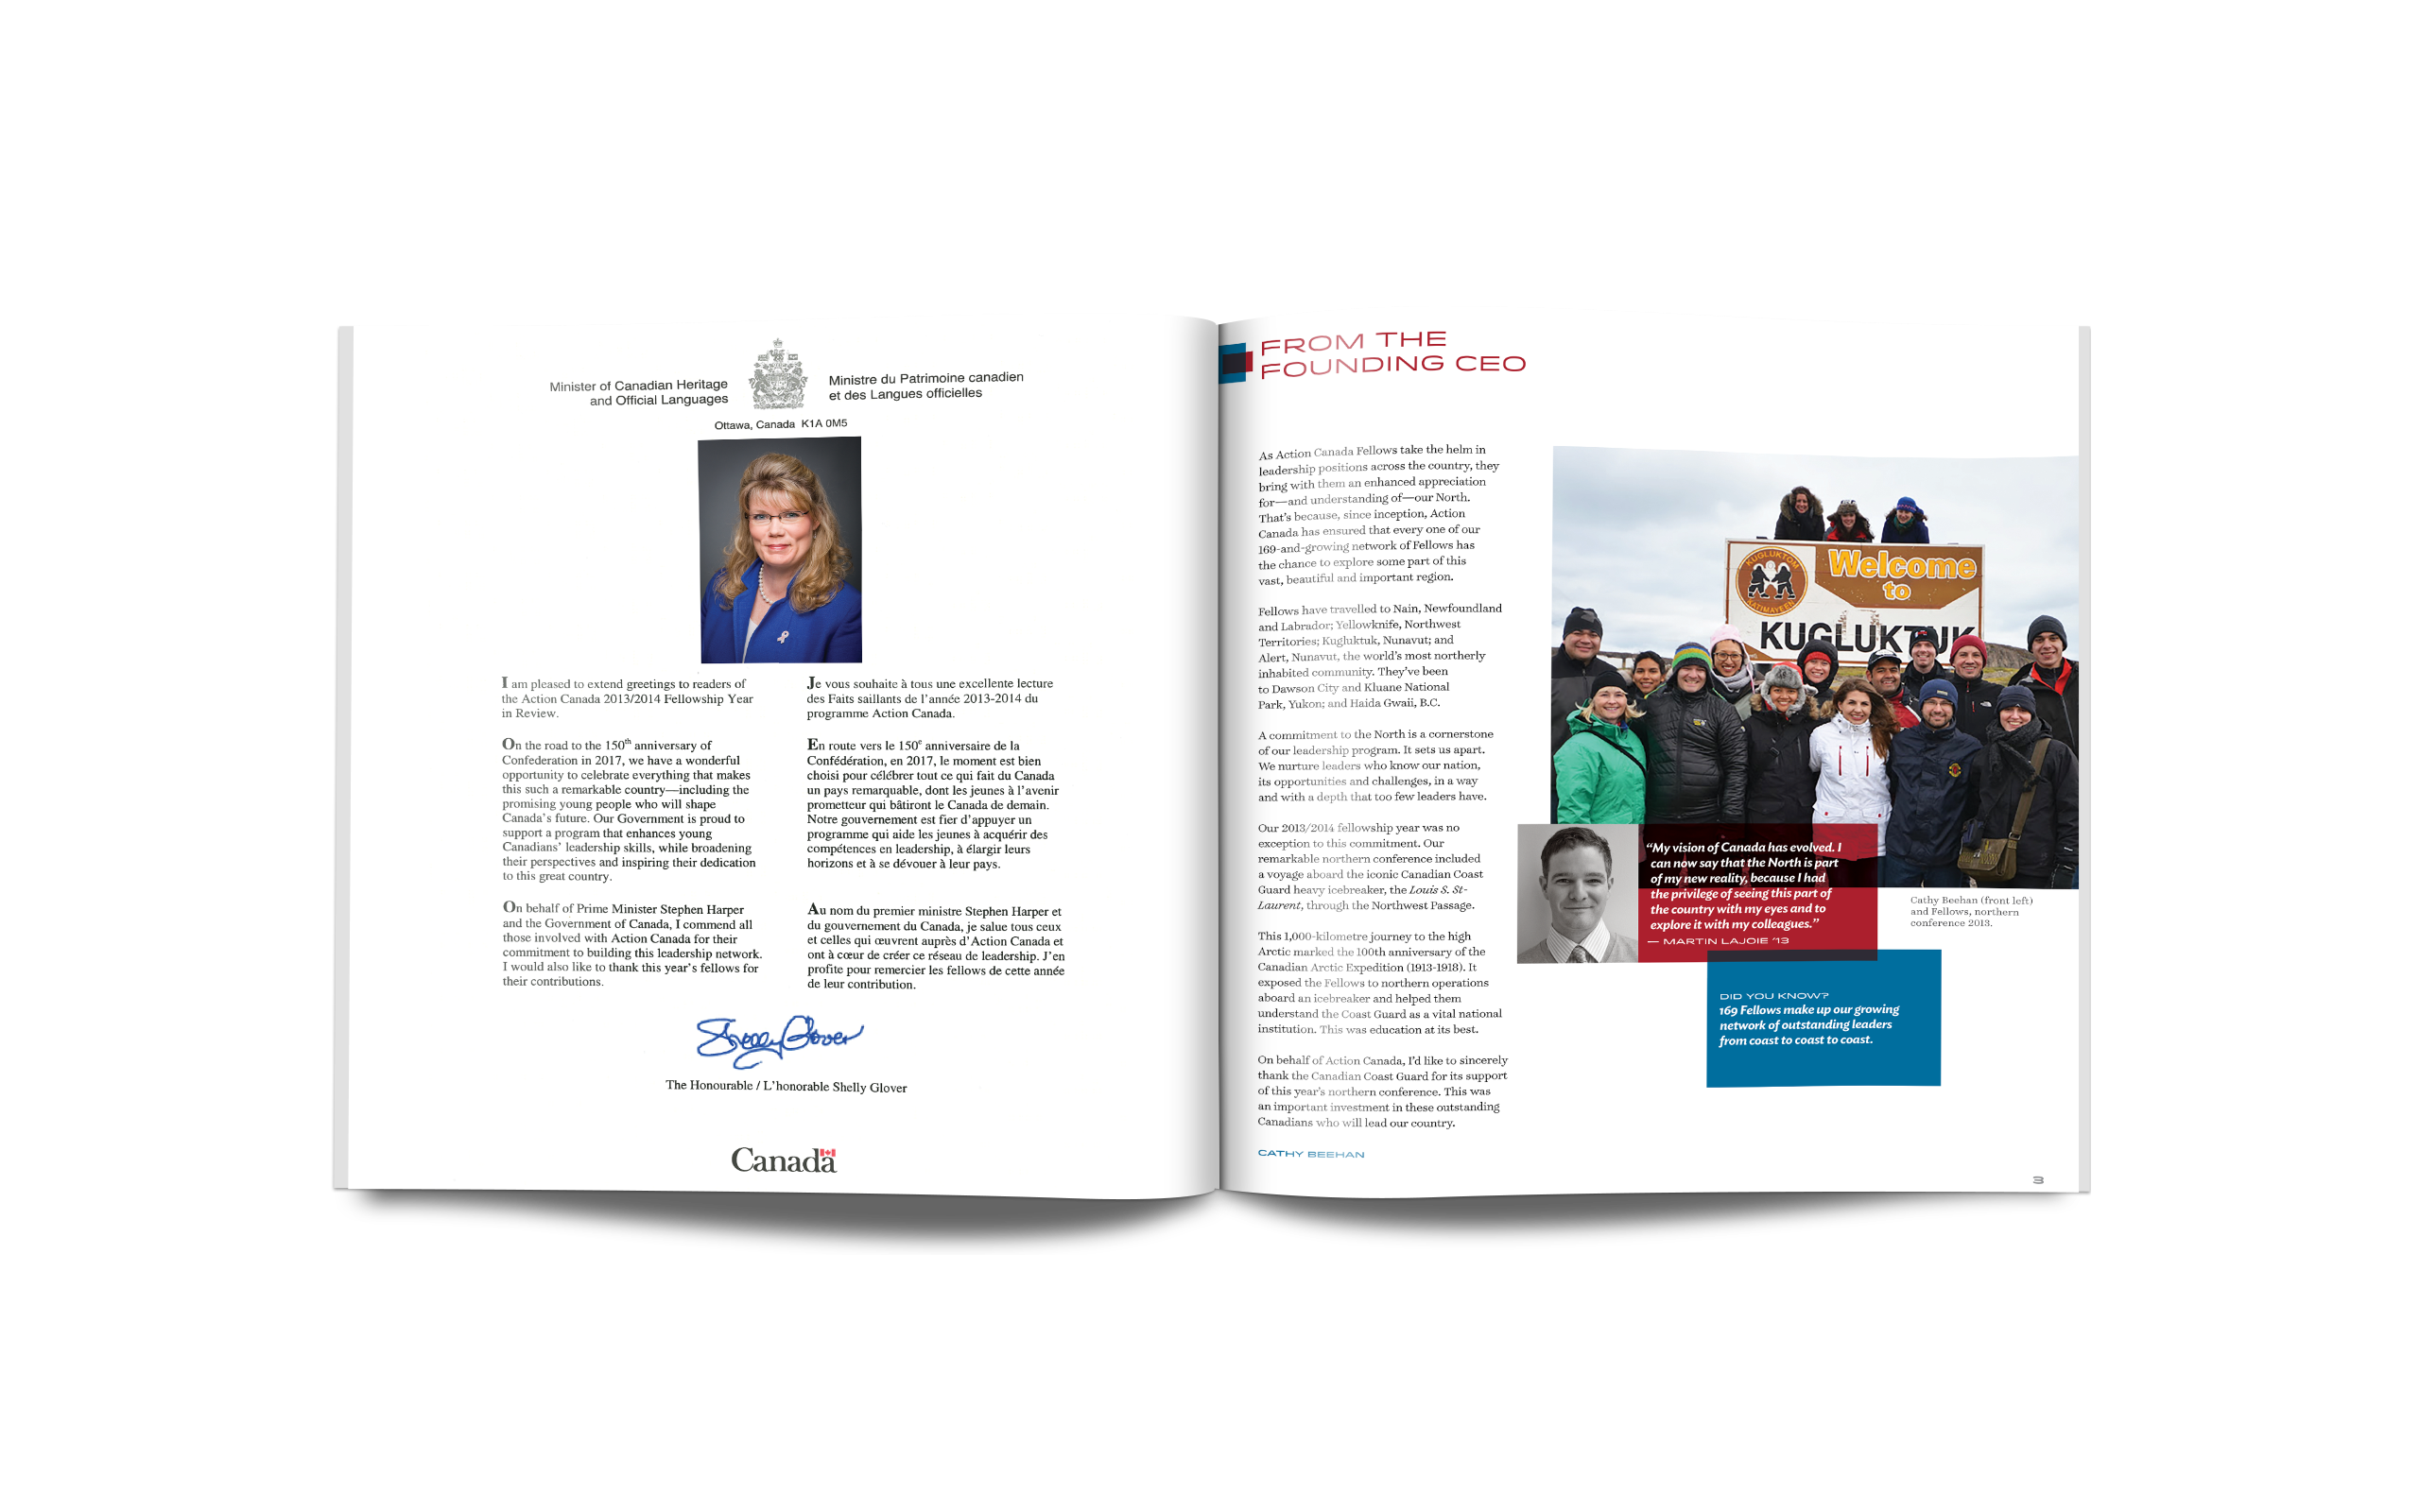 Minister of Canadian Heritage
and Official Languages
Ministre du Patrimoine canadien
et des Langues officielles
Ottawa, Canada K1A 0M5
I am pleased to extend greetings to readers of
the Action Canada 2013/2014 Fellowship Year
in Review.
On the road to the 150th anniversary of
Confederation in 2017, we have a wonderful
opportunity to celebrate everything that makes
this such a remarkable country—including the
promising young people who will shape
Canada's future. Our Government is proud to
support a program that enhances young
Canadians' leadership skills, while broadening
their perspectives and inspiring their dedication
to this great country.
On behalf of Prime Minister Stephen Harper
and the Government of Canada, I commend all
those involved with Action Canada for their
commitment to building this leadership network.
I would also like to thank this year's fellows for
their contributions.
Je vous souhaite à tous une excellente lecture
des Faits saillants de l'année 2013-2014 du
programme Action Canada.
En route vers le 150e anniversaire de la
Confédération, en 2017, le moment est bien
choisi pour célébrer tout ce qui fait du Canada
un pays remarquable, dont les jeunes à l'avenir
prometteur qui bâtiront le Canada de demain.
Notre gouvernement est fier d'appuyer un
programme qui aide les jeunes à acquérir des
compétences en leadership, à élargir leurs
horizons et à se dévouer à leur pays.
Au nom du premier ministre Stephen Harper et
du gouvernement du Canada, je salue tous ceux
et celles qui œuvrent auprès d'Action Canada et
ont à cœur de créer ce réseau de leadership. J'en
profite pour remercier les fellows de cette année
de leur contribution.
Shelly Glover
The Honourable / L'honorable Shelly Glover
Canada
FROM THE
FOUNDING CEO
As Action Canada Fellows take the helm in
leadership positions across the country, they
bring with them an enhanced appreciation
for—and understanding of—our North.
That's because, since inception, Action
Canada has ensured that every one of our
169-and-growing network of Fellows has
the chance to explore some part of this
vast, beautiful and important region.
Fellows have travelled to Nain, Newfoundland
and Labrador; Yellowknife, Northwest
Territories; Kugluktuk, Nunavut; and
Alert, Nunavut, the world's most northerly
inhabited community. They've been
to Dawson City and Kluane National
Park, Yukon; and Haida Gwaii, B.C.
A commitment to the North is a cornerstone
of our leadership program. It sets us apart.
We nurture leaders who know our nation,
its opportunities and challenges, in a way
and with a depth that too few leaders have.
Our 2013/2014 fellowship year was no
exception to this commitment. Our
remarkable northern conference included
a voyage aboard the iconic Canadian Coast
Guard heavy icebreaker, the Louis S. St-
Laurent, through the Northwest Passage.
This 1,000-kilometre journey to the high
Arctic marked the 100th anniversary of the
Canadian Arctic Expedition (1913-1918). It
exposed the Fellows to northern operations
aboard an icebreaker and helped them
understand the Coast Guard as a vital national
institution. This was education at its best.
On behalf of Action Canada, I'd like to sincerely
thank the Canadian Coast Guard for its support
of this year's northern conference. This was
an important investment in these outstanding
Canadians who will lead our country.
CATHY BEEHAN
Welcome
to
KUGLUKTUK
"My vision of Canada has evolved. I
can now say that the North is part
of my new reality, because I had
the privilege of seeing this part of
the country with my eyes and to
explore it with my colleagues."
— MARTIN LAJOIE '13
Cathy Beehan (front left)
and Fellows, northern
conference 2013.
DID YOU KNOW?
169 Fellows make up our growing
network of outstanding leaders
from coast to coast to coast.
3